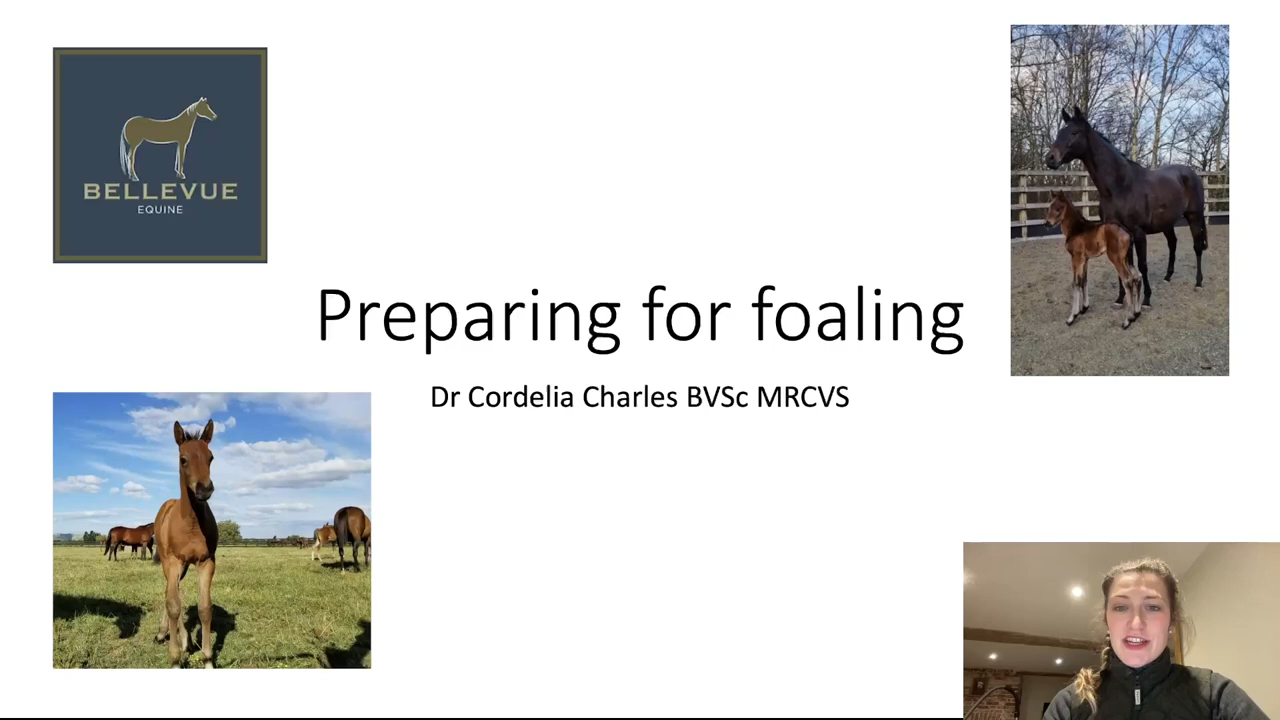 BELLEVUE
EQUINE
Preparing for foaling
Dr Cordelia Charles BVSc MRCVS